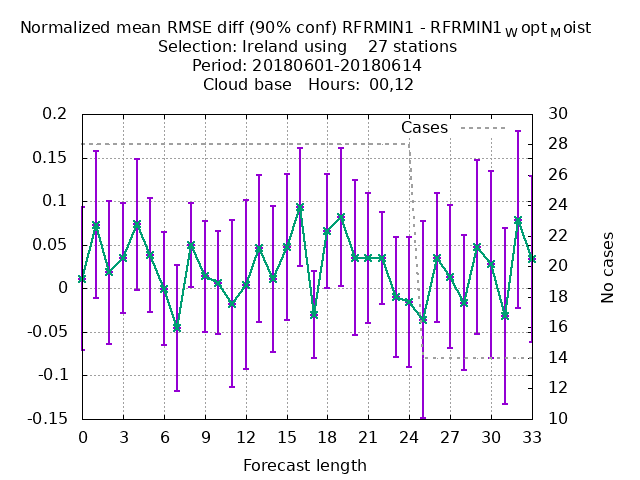 Normalized mean RMSE diff (90% conf) RFRMIN1 - RFRMIN1WoptMoist
Selection: Ireland using 27 stations
Period: 20180601-20180614
Cloud base Hours: 00,12
0.2
0.15
0.1
0.05
0
-0.05
-0.1
-0.15
Cases
30
28
26
24
22
20
18
16
14
12
10
No cases
0 3 6 9 12 15 18 21 24 27 30 33
Forecast length